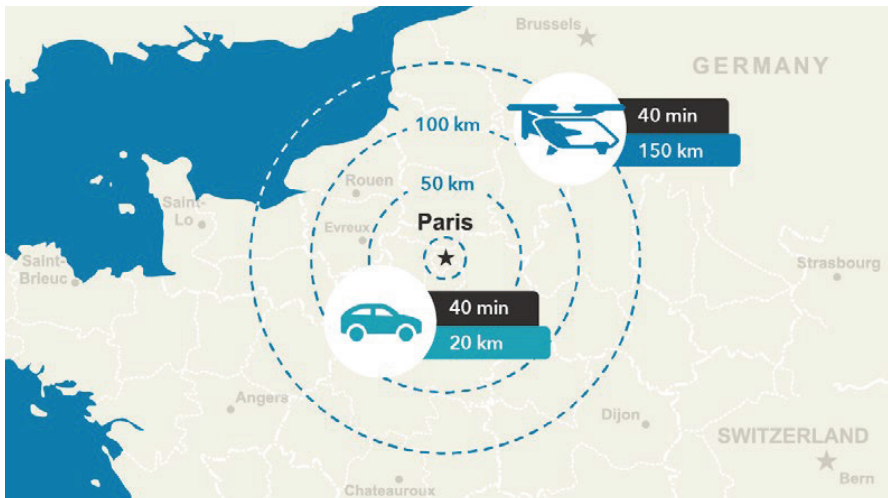 Brussels
GERMANY
40 min
150 km
100 km
Rouen
50 km
Saint-
Lo
Paris
Evreux
Saint-
Brieuc
Strasbourg
40 min
20 km
Angers
Dijon
SWITZERLAND
Bern
Chateauroux